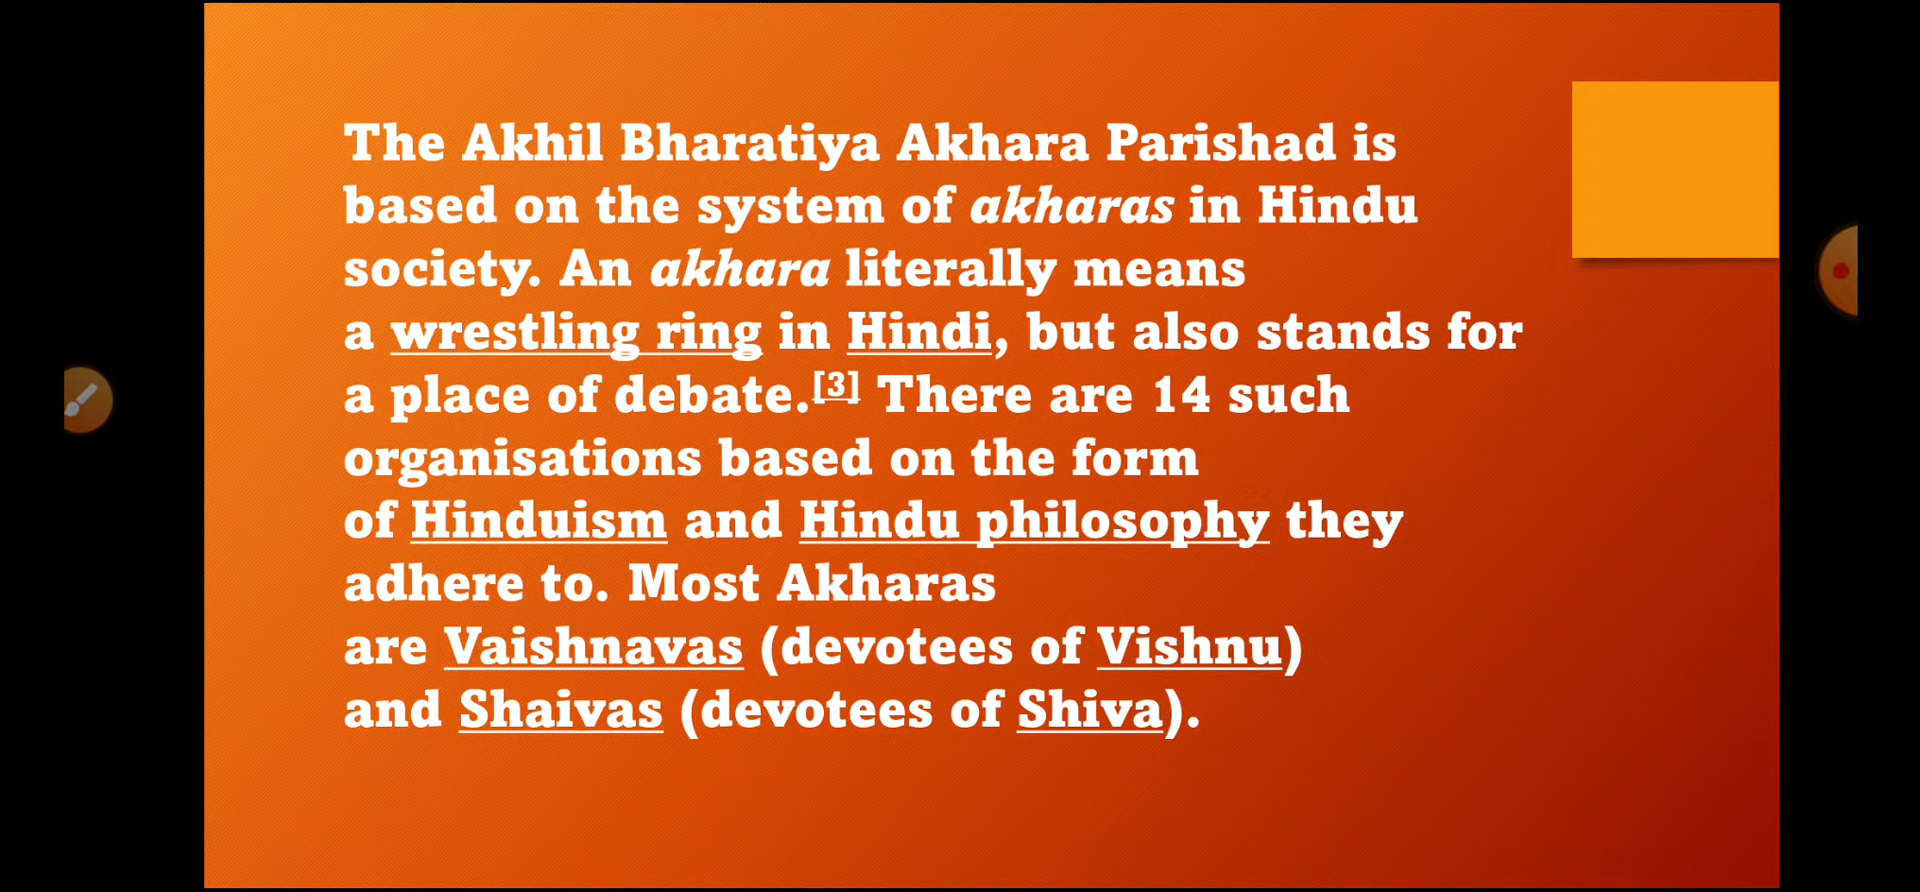 The Akhil Bharatiya Akhara Parishad is
based on the system of akharas in Hindu
society. An akhara literally means
a wrestling ring in Hindi, but also stands for
a place of debate.[3] There are 14 such
organisations based on the form
of Hinduism and Hindu philosophy they
adhere to. Most Akharas
are Vaishnavas (devotees of Vishnu)
and Shaivas (devotees of Shiva).